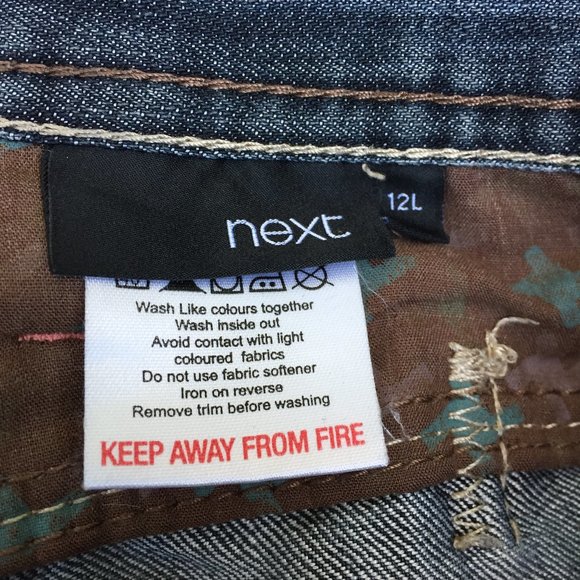 next
12L
Wash Like colours together
Wash inside out
Avoid contact with light
coloured fabrics
Do not use fabric softener
Iron on reverse
Remove trim before washing
KEEP AWAY FROM FIRE